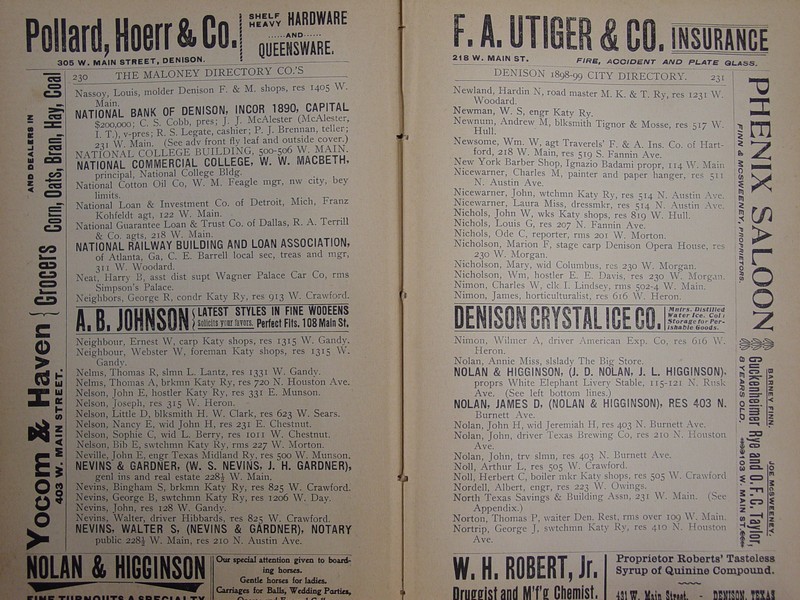 Pollard, Hoerr & Co.
SHELF HEAVY HARDWARE
......AND......
QUEENSWARE.
305 W. MAIN STREET, DENISON.
AND DEALERS IN
Corn, Oats, Bran, Hay, Coal
Yocom & Haven } Grocers
403 W. MAIN STREET.
230 THE MALONEY DIRECTORY CO.'S
Nassoy, Louis, molder Denison F. & M. shops, res 1405 W.
Main.
NATIONAL BANK OF DENISON, INCOR 1890, CAPITAL
$200,000; C. S. Cobb, pres; J. J. McAlester (McAlester,
I. T.), v-pres; R. S. Legate, cashier; P. J. Brennan, teller;
231 W. Main. (See adv front fly leaf and outside cover.)
NATIONAL COLLEGE BUILDING, 500-506 W. MAIN.
NATIONAL COMMERCIAL COLLEGE, W. W. MACBETH,
principal, National College Bldg.
National Cotton Oil Co, W. M. Feagle mgr, nw city, bey
limits.
National Loan & Investment Co. of Detroit, Mich, Franz
Kohfeldt agt, 122 W. Main.
National Guarantee Loan & Trust Co. of Dallas, R. A. Terrill
& Co. agts, 218 W. Main.
NATIONAL RAILWAY BUILDING AND LOAN ASSOCIATION,
of Atlanta, Ga, C. E. Barrell local sec, treas and mgr,
311 W. Woodard.
Neat, Harry B, asst dist supt Wagner Palace Car Co, rms
Simpson's Palace.
Neighbors, George R, condr Katy Ry, res 913 W. Crawford.
A. B. JOHNSON { LATEST STYLES IN FINE WOOLENS
Solicits your favors. Perfect Fits. 108 Main St.
Neighbour, Ernest W, carp Katy shops, res 1315 W. Gandy.
Neighbour, Webster W, foreman Katy shops, res 1315 W.
Gandy.
Nelms, Thomas R, slmn L. Lantz, res 1331 W. Gandy.
Nelms, Thomas A, brkmn Katy Ry, res 720 N. Houston Ave.
Nelson, John E, hostler Katy Ry, res 331 E. Munson.
Nelson, Joseph, res 315 W. Heron.
Nelson, Little D, blksmith H. W. Clark, res 623 W. Sears.
Nelson, Nancy E, wid John H, res 231 E. Chestnut.
Nelson, Sophie C, wid L. Berry, res 1011 W. Chestnut.
Nelson, Bih E, swtchmn Katy Ry, rms 227 W. Morton.
Neville, John E, engr Texas Midland Ry, res 500 W. Munson.
NEVINS & GARDNER, (W. S. NEVINS, J. H. GARDNER),
genl ins and real estate 228½ W. Main.
Nevins, Bingham S, brkmn Katy Ry, res 825 W. Crawford.
Nevins, George B, swtchmn Katy Ry, res 1206 W. Day.
Nevins, John, res 128 W. Gandy.
Nevins, Walter, driver Hibbards, res 825 W. Crawford.
NEVINS, WALTER S, (NEVINS & GARDNER), NOTARY
public 228½ W. Main, res 210 N. Austin Ave.
NOLAN & HIGGINSON
FINE TURNOUTS A SPECIALTY
Our special attention given to board-
ing horses.
Gentle horses for ladies.
Carriages for Balls, Wedding Parties,
F. A. UTIGER & CO. INSURANCE
218 W. MAIN ST. FIRE, ACCIDENT AND PLATE GLASS.
DENISON 1898-99 CITY DIRECTORY. 231
Newland, Hardin N, road master M. K. & T. Ry, res 1231 W.
Woodard.
Newman, W. S, engr Katy Ry.
Newnum, Andrew M, blksmith Tignor & Mosse, res 517 W.
Hull.
Newsome, Wm. W, agt Traverels' F. & A. Ins. Co. of Hart-
ford, 218 W. Main, res 519 S. Fannin Ave.
New York Barber Shop, Ignazio Badami propr, 114 W. Main
Nicewarner, Charles M, painter and paper hanger, res 511
N. Austin Ave.
Nicewarner, John, wtchmn Katy Ry, res 514 N. Austin Ave.
Nicewarner, Laura Miss, dressmkr, res 514 N. Austin Ave.
Nichols, John W, wks Katy shops, res 819 W. Hull.
Nichols, Louis G, res 207 N. Fannin Ave.
Nichols, Ode C, reporter, rms 201 W. Morton.
Nicholson, Marion F, stage carp Denison Opera House, res
230 W. Morgan.
Nicholson, Mary, wid Columbus, res 230 W. Morgan.
Nicholson, Wm, hostler E. E. Davis, res 230 W. Morgan.
Nimon, Charles W, clk I. Lindsey, rms 502-4 W. Main.
Nimon, James, horticulturalist, res 616 W. Heron.
DENISON CRYSTAL ICE CO.
Mnfrs. Distilled
Water Ice. Col:
Storage for Per-
ishable Goods.
Nimon, Wilmer A, driver American Exp. Co, res 616 W.
Heron.
Nolan, Annie Miss, slslady The Big Store.
NOLAN & HIGGINSON, (J. D. NOLAN, J. L. HIGGINSON),
proprs White Elephant Livery Stable, 115-121 N. Rusk
Ave. (See left bottom lines.)
NOLAN, JAMES D, (NOLAN & HIGGINSON), RES 403 N.
Burnett Ave.
Nolan, John H, wid Jeremiah H, res 403 N. Burnett Ave.
Nolan, John, driver Texas Brewing Co, res 210 N. Houston
Ave.
Nolan, John, trv slmn, res 403 N. Burnett Ave.
Noll, Arthur L, res 505 W. Crawford.
Noll, Herbert C, boiler mkr Katy shops, res 505 W. Crawford
Nordell, Albert, engr, res 223 W. Owings.
North Texas Savings & Building Assn, 231 W. Main. (See
Appendix.)
Norton, Thomas P, waiter Den. Rest, rms over 109 W. Main.
Nortrip, George J, swtchmn Katy Ry, res 410 N. Houston
Ave.
PHENIX SALOON
FINN & McSWEENEY, PROPRIETORS.
Guckenheimer Rye and O. F. C. Taylor,
8 YEARS OLD. 103 W. MAIN ST.
BARNEY FINN. JOE McSWEENEY.
W. H. ROBERT, Jr.
Druggist and M'f'g Chemist.
Proprietor Roberts' Tasteless
Syrup of Quinine Compound.
431 W. Main Street. - DENISON, TEXAS